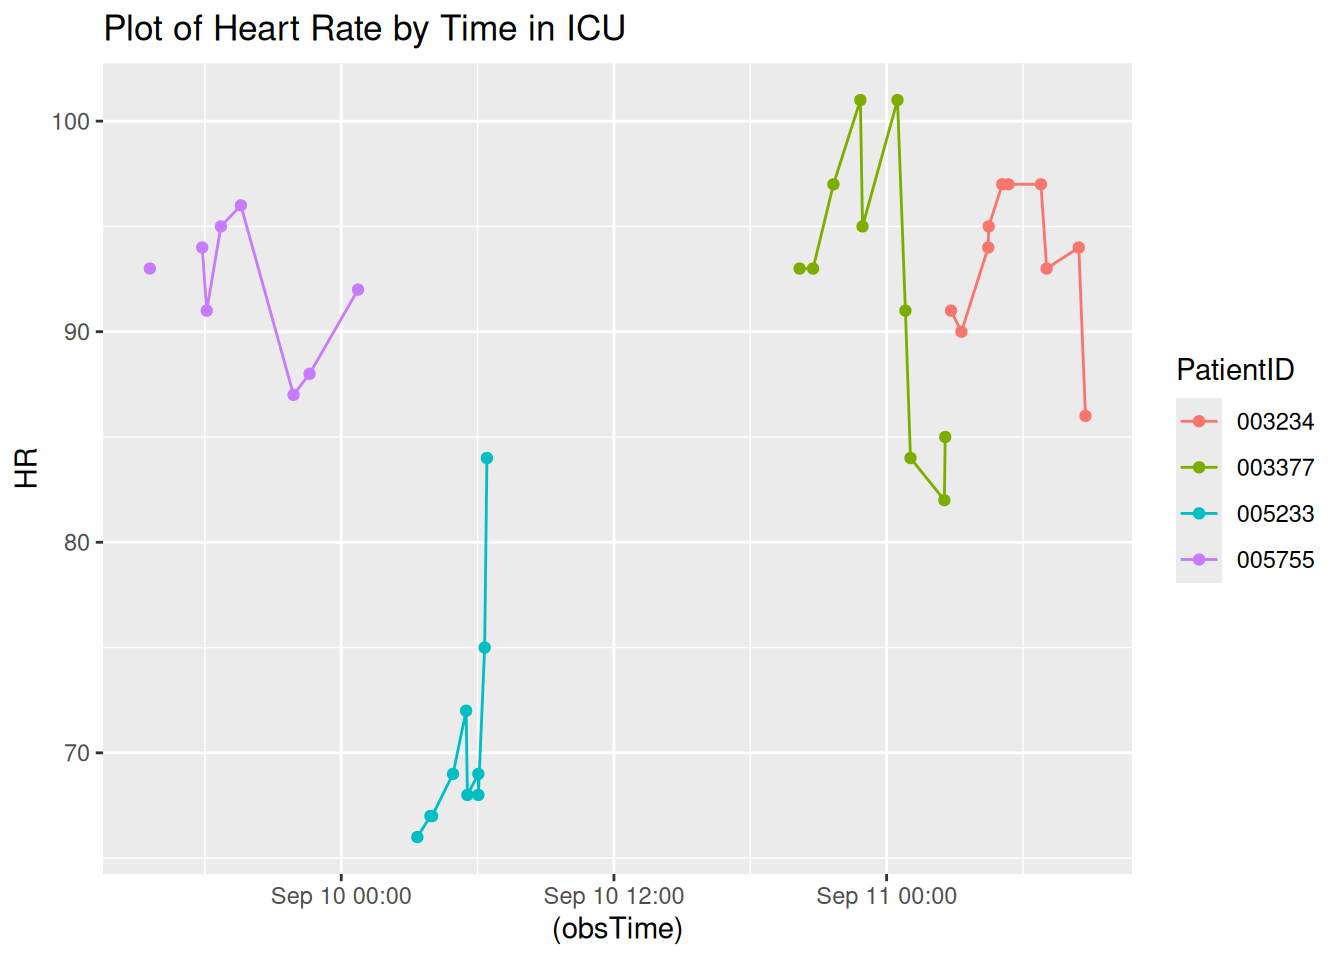 Plot of Heart Rate by Time in ICU
100
90
80
70
HR
Sep 10 00:00
Sep 10 12:00
Sep 11 00:00
(obsTime)
PatientID
003234
003377
005233
005755